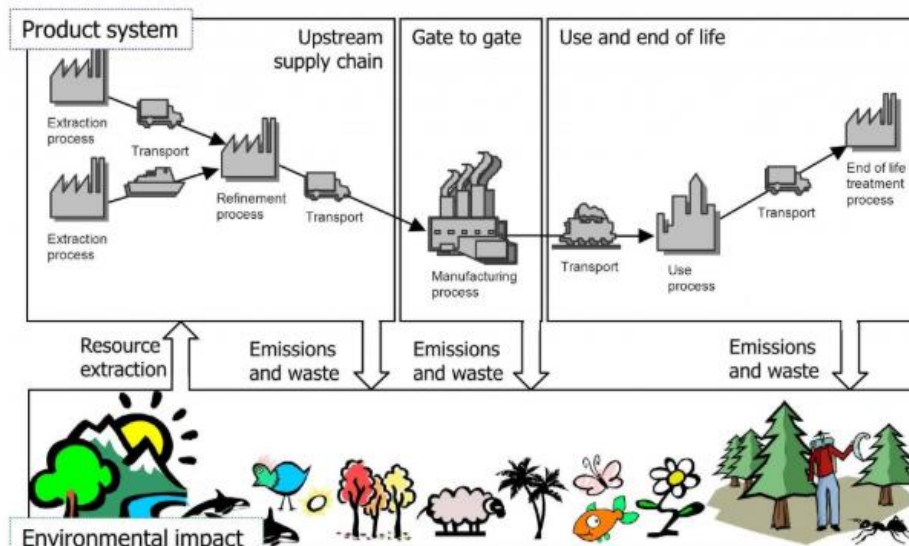 Product system
Upstream
supply chain
Gate to gate
Use and end of life
Extraction
process
Transport
Extraction
process
Refinement
process
Transport
Manufacturing
process
Transport
Use
process
Transport
End of life
treatment
process
Resource
extraction
Emissions
and waste
Emissions
and waste
Emissions
and waste
Environmental impact